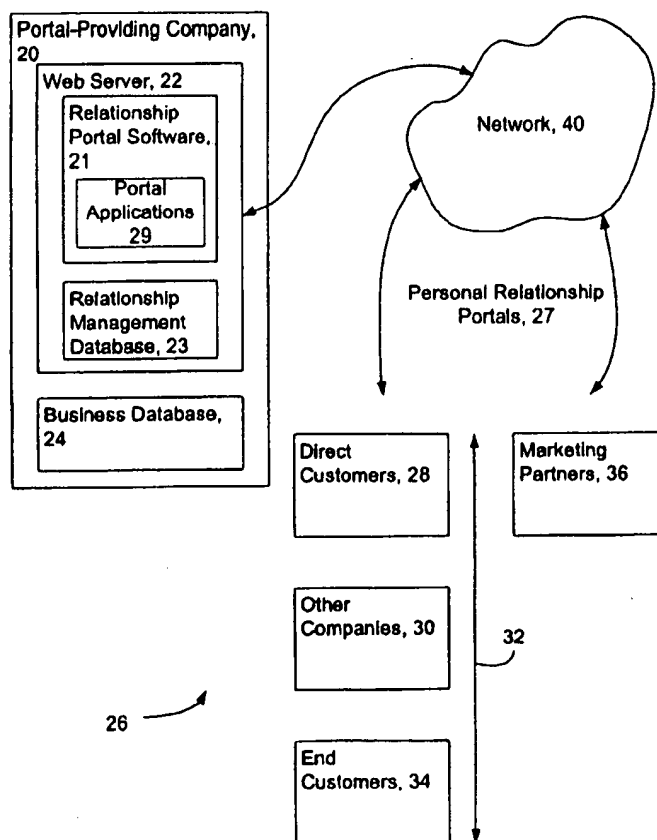 Portal-Providing Company,
20
Web Server, 22
Relationship
Portal Software,
21
Portal
Applications
29
Relationship
Management
Database, 23
Business Database,
24
Network, 40
Personal Relationship
Portals, 27
Direct
Customers, 28
Marketing
Partners, 36
Other
Companies, 30
32
26
End
Customers, 34